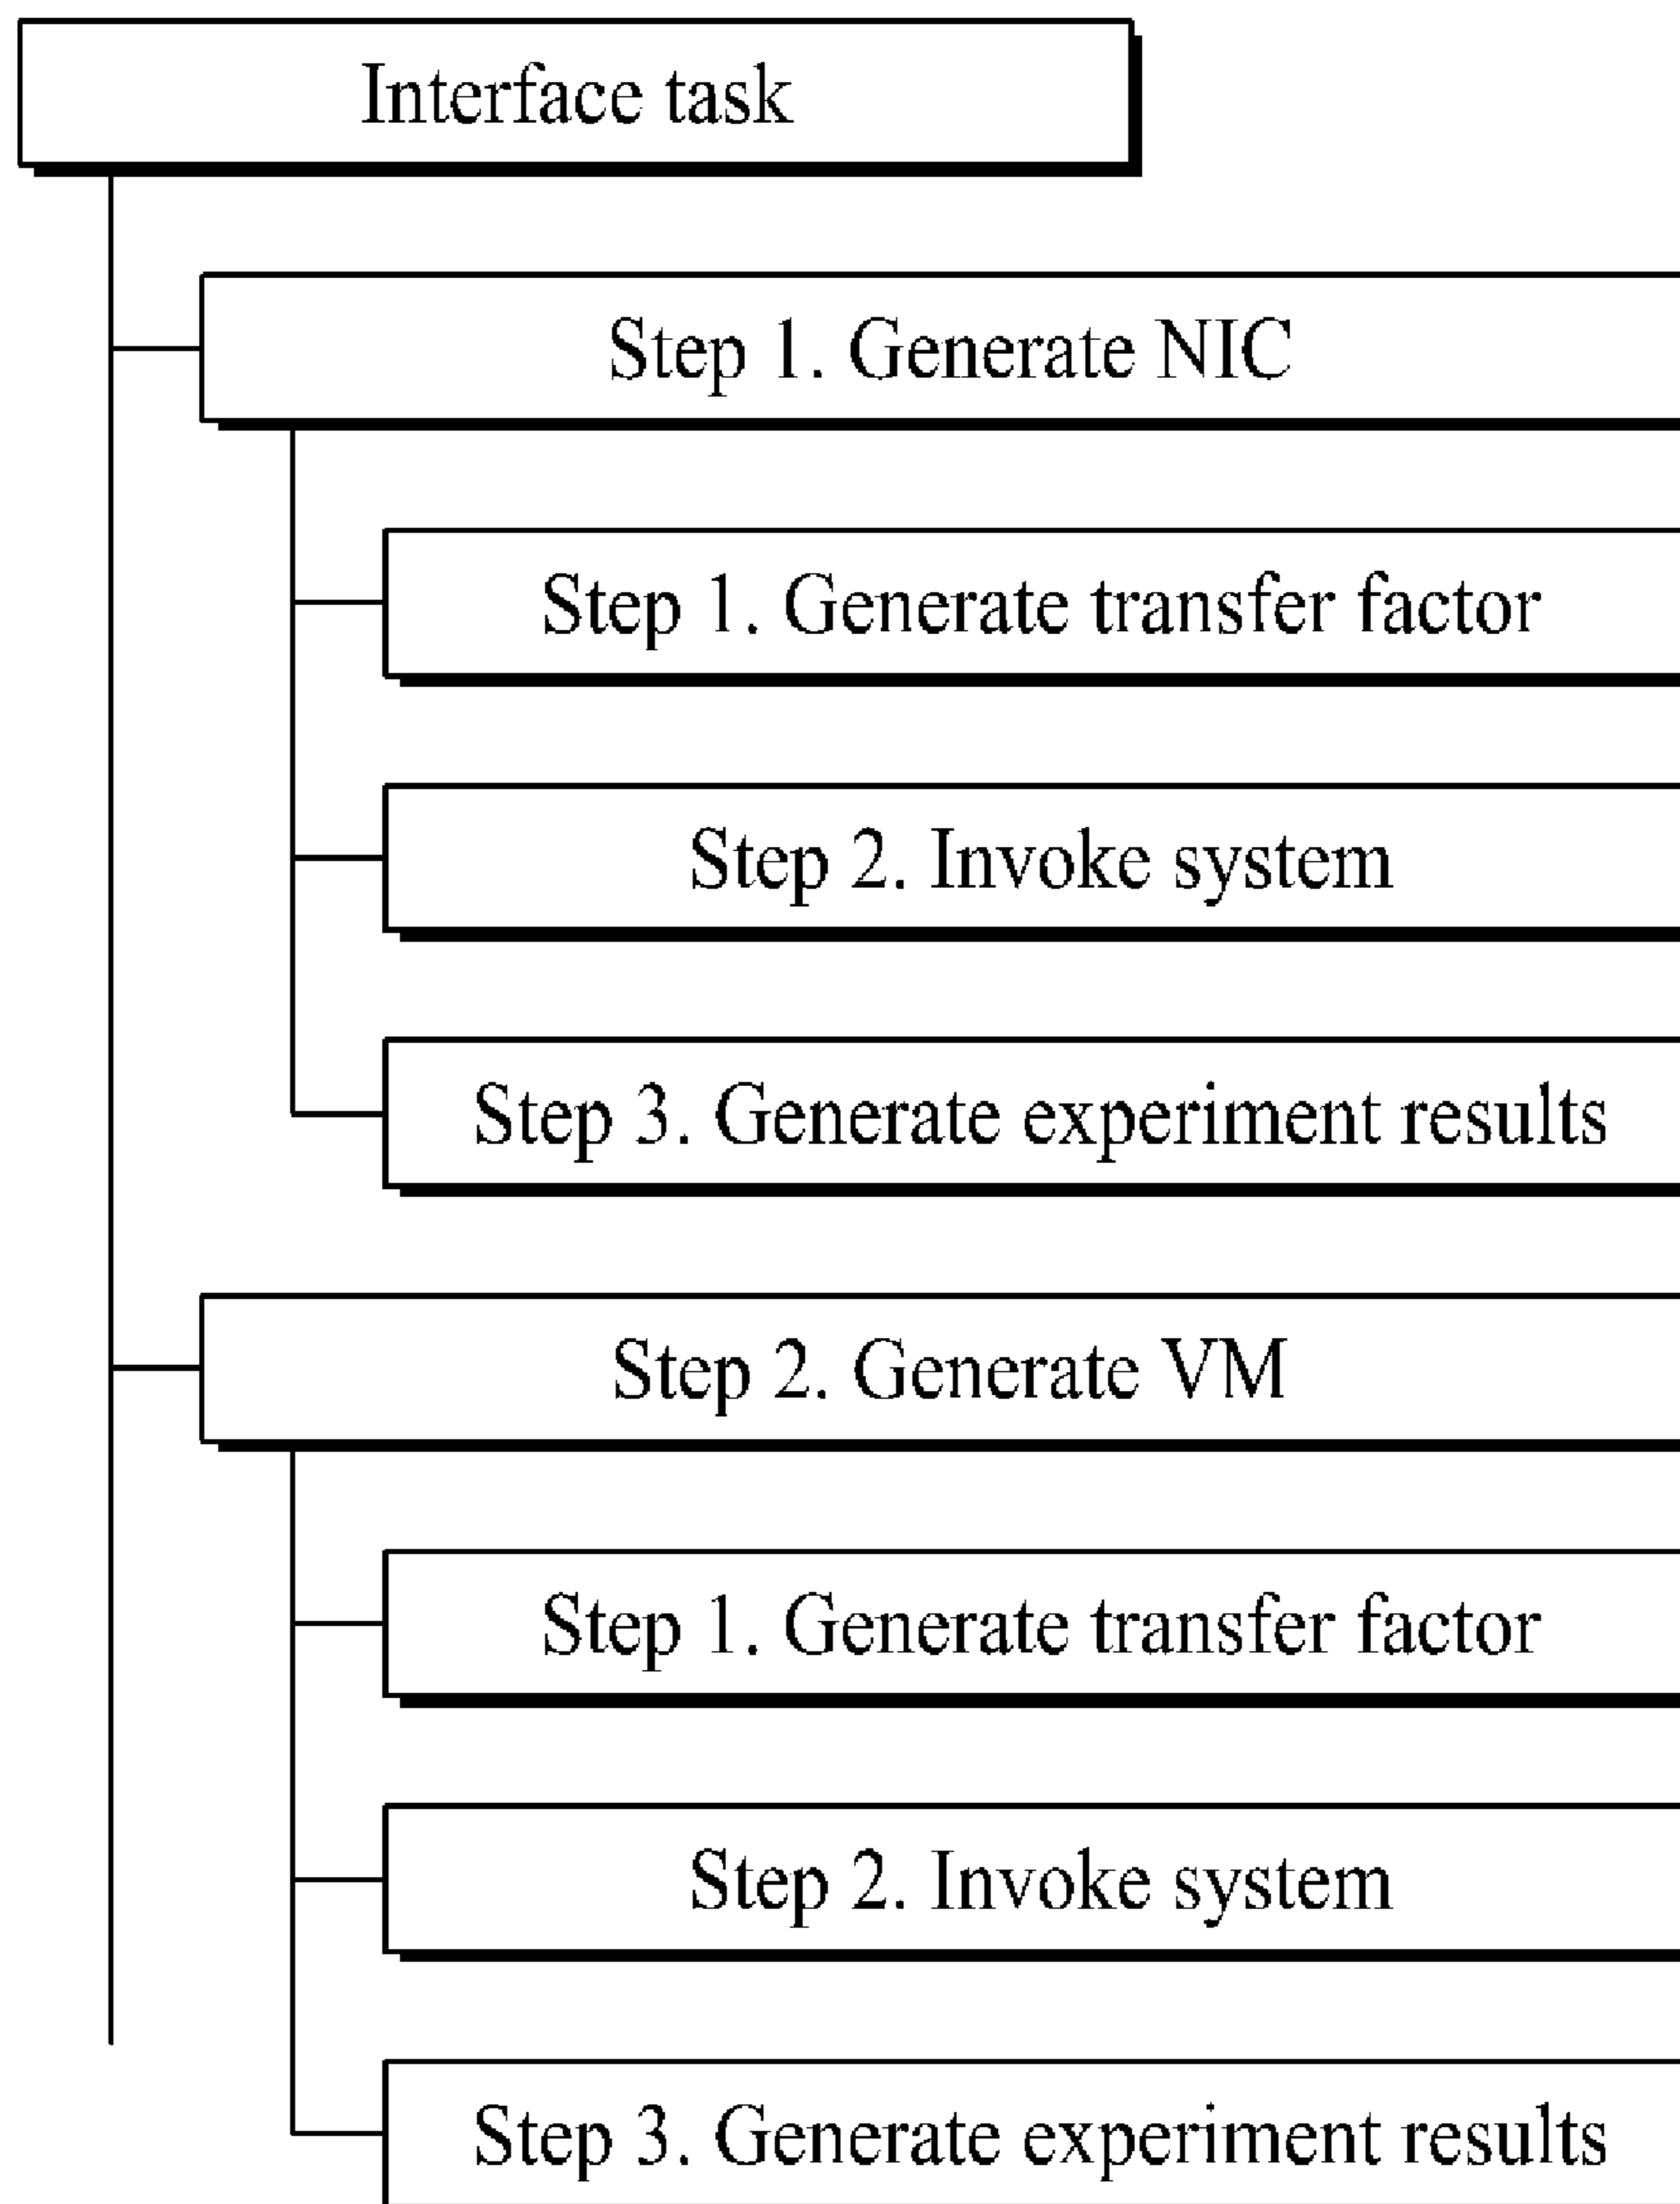 Interface task
Step 1. Generate NIC
Step 1. Generate transfer factor
Step 2. Invoke system
Step 3. Generate experiment results
Step 2. Generate VM
Step 1. Generate transfer factor
Step 2. Invoke system
Step 3. Generate experiment results